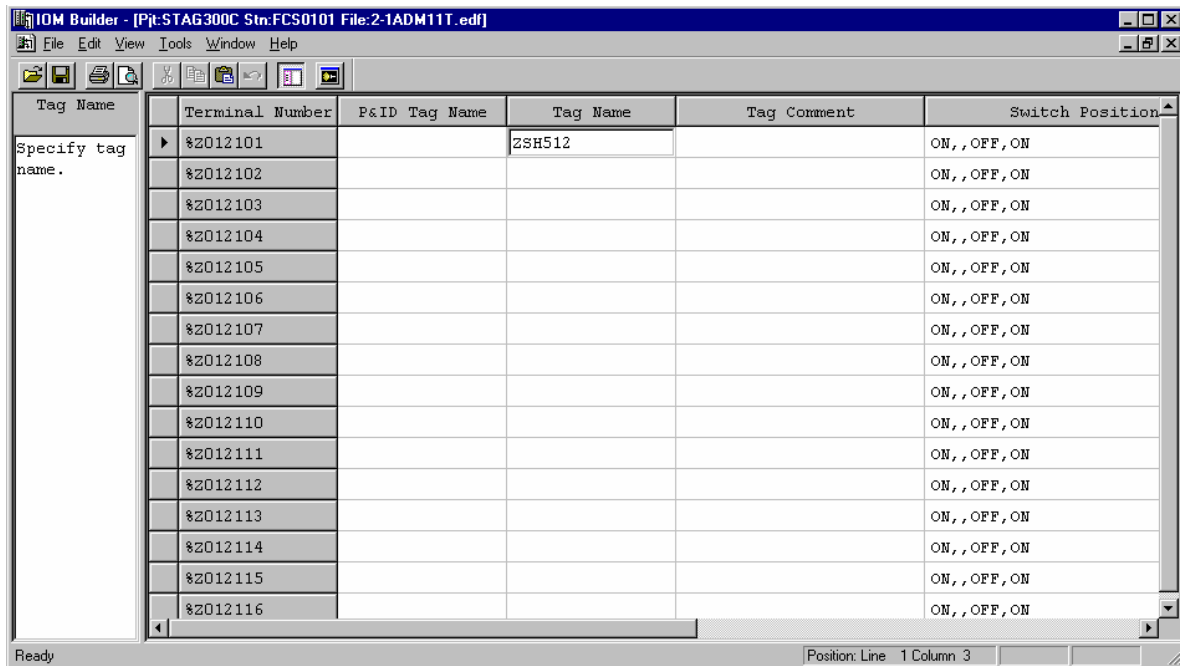 IOM Builder - [Pjt:STAG300C Stn:FCS0101 File:2-1ADM11T.edf]
File Edit View Tools Window Help
Tag Name
Specify tag
name.
Terminal Number P&ID Tag Name Tag Name Tag Comment Switch Position
%Z012101 ZSH512 ON,,OFF,ON
%Z012102 ON,,OFF,ON
%Z012103 ON,,OFF,ON
%Z012104 ON,,OFF,ON
%Z012105 ON,,OFF,ON
%Z012106 ON,,OFF,ON
%Z012107 ON,,OFF,ON
%Z012108 ON,,OFF,ON
%Z012109 ON,,OFF,ON
%Z012110 ON,,OFF,ON
%Z012111 ON,,OFF,ON
%Z012112 ON,,OFF,ON
%Z012113 ON,,OFF,ON
%Z012114 ON,,OFF,ON
%Z012115 ON,,OFF,ON
%Z012116 ON,,OFF,ON
Ready Position: Line 1 Column 3